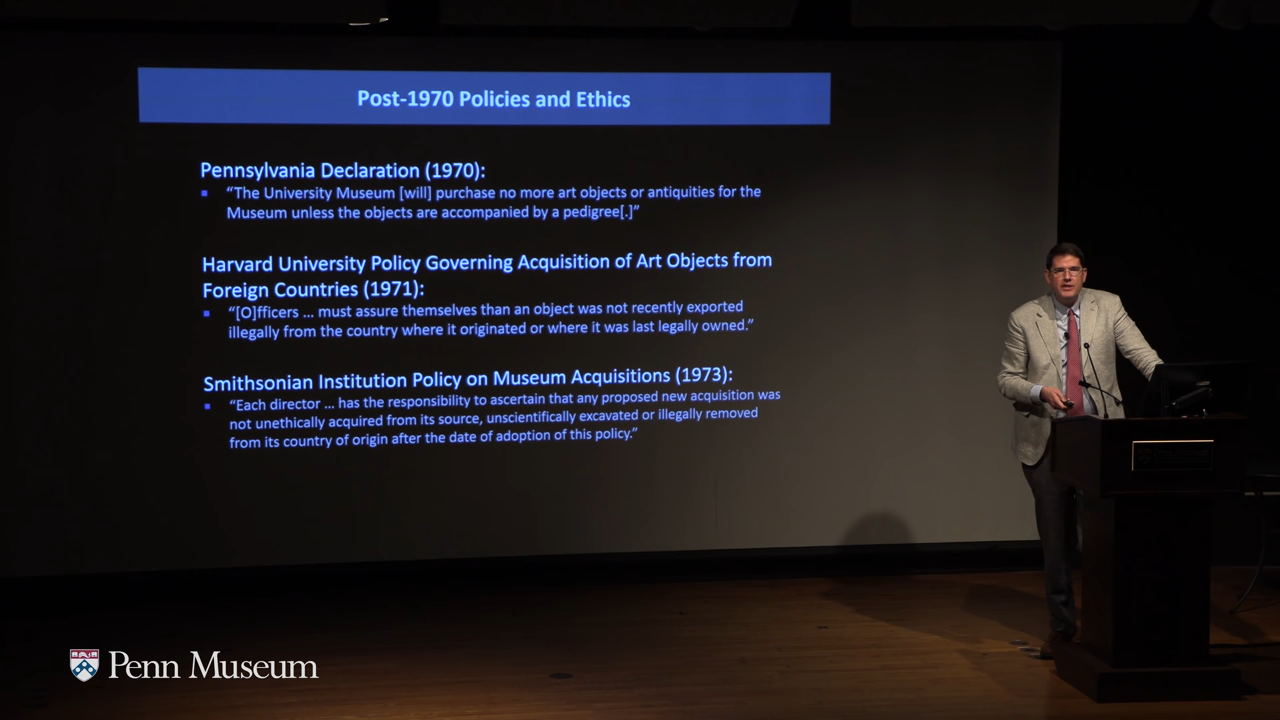 Post-1970 Policies and Ethics
Pennsylvania Declaration (1970):
"The University Museum [will] purchase no more art objects or antiquities for the
Museum unless the objects are accompanied by a pedigree[.]"
Harvard University Policy Governing Acquisition of Art Objects from
Foreign Countries (1971):
"[O]fficers ... must assure themselves than an object was not recently exported
illegally from the country where it originated or where it was last legally owned."
Smithsonian Institution Policy on Museum Acquisitions (1973):
"Each director ... has the responsibility to ascertain that any proposed new acquisition was
not unethically acquired from its source, unscientifically excavated or illegally removed
from its country of origin after the date of adoption of this policy."
Penn Museum